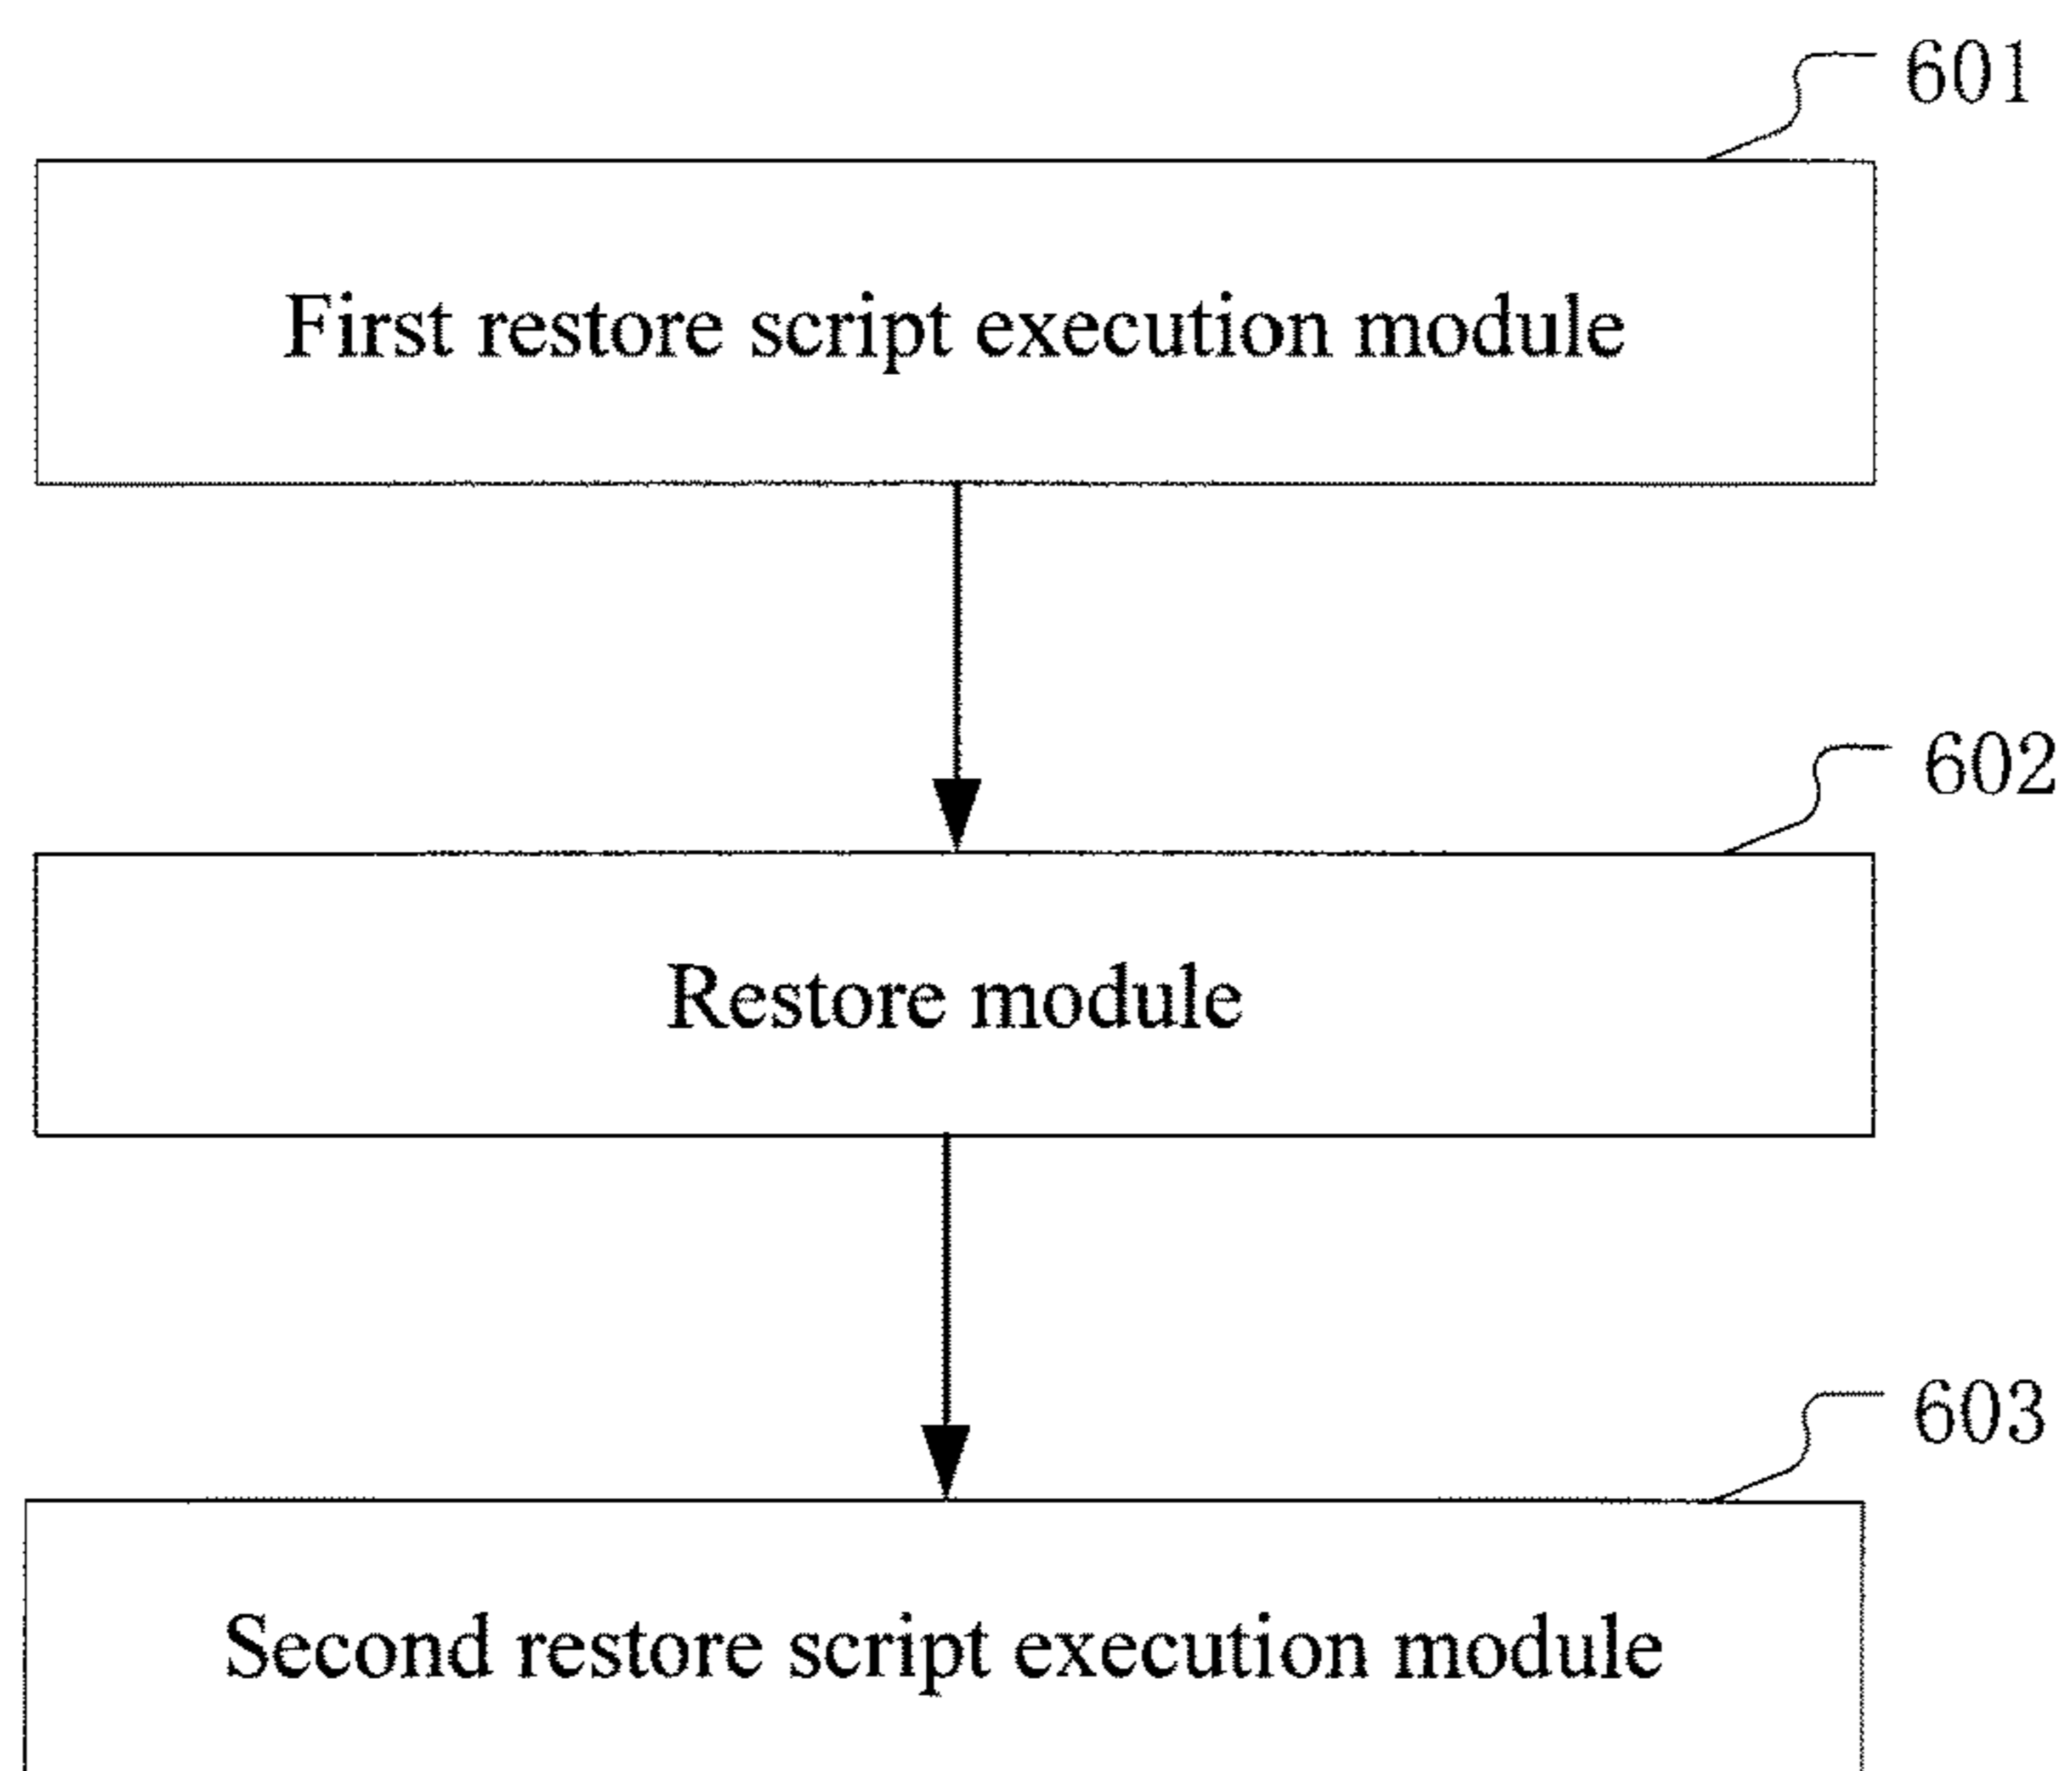 601
First restore script execution module
602
Restore module
603
Second restore script execution module